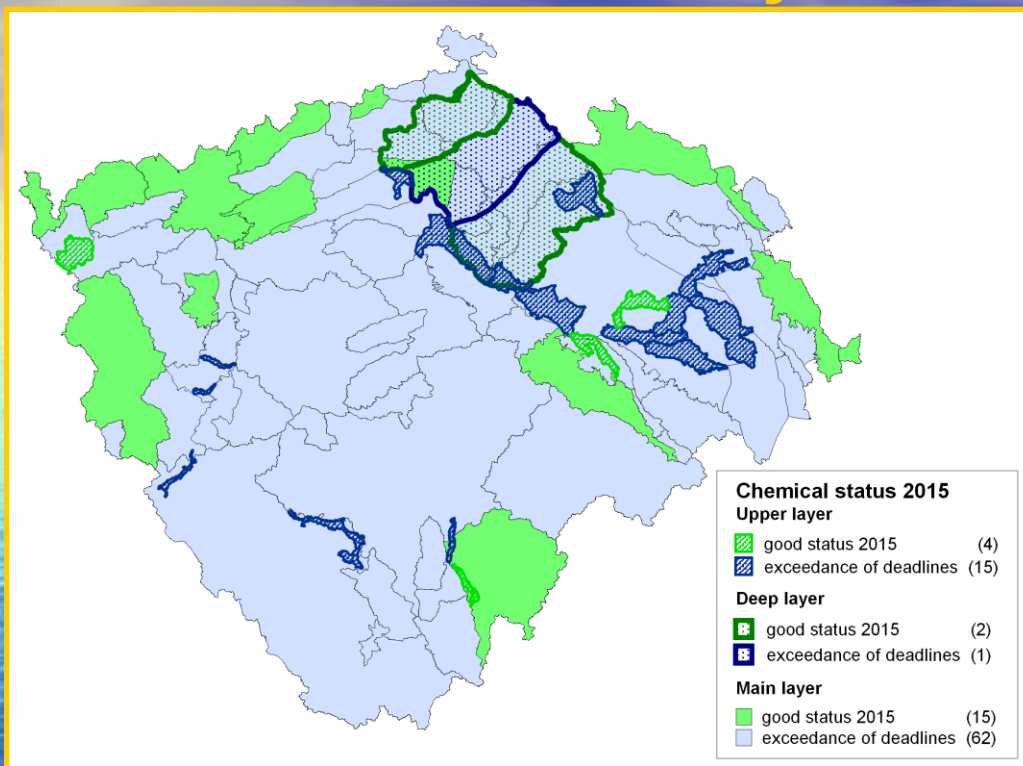 Chemical status 2015
Upper layer
good status 2015 (4)
exceedance of deadlines (15)
Deep layer
good status 2015 (2)
exceedance of deadlines (1)
Main layer
good status 2015 (15)
exceedance of deadlines (62)